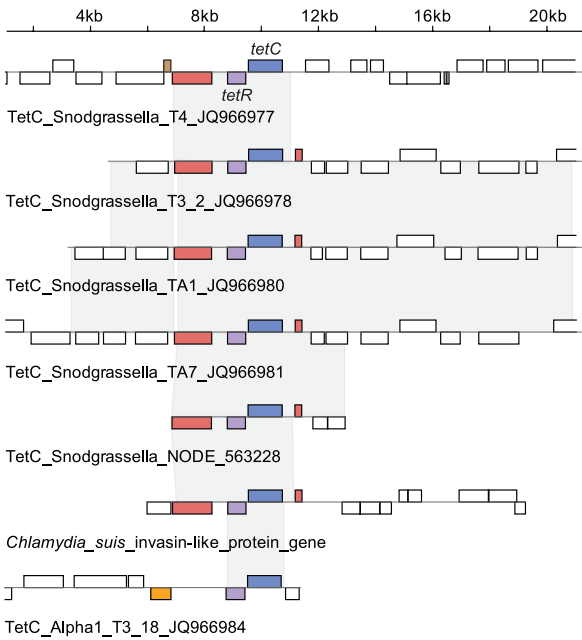 4kb 8kb 12kb 16kb 20kb
tetC
tetR
TetC_Snodgrassella_T4_JQ966977
TetC_Snodgrassella_T3_2_JQ966978
TetC_Snodgrassella_TA1_JQ966980
TetC_Snodgrassella_TA7_JQ966981
TetC_Snodgrassella_NODE_563228
Chlamydia_suis_invasin-like_protein_gene
TetC_Alpha1_T3_18_JQ966984